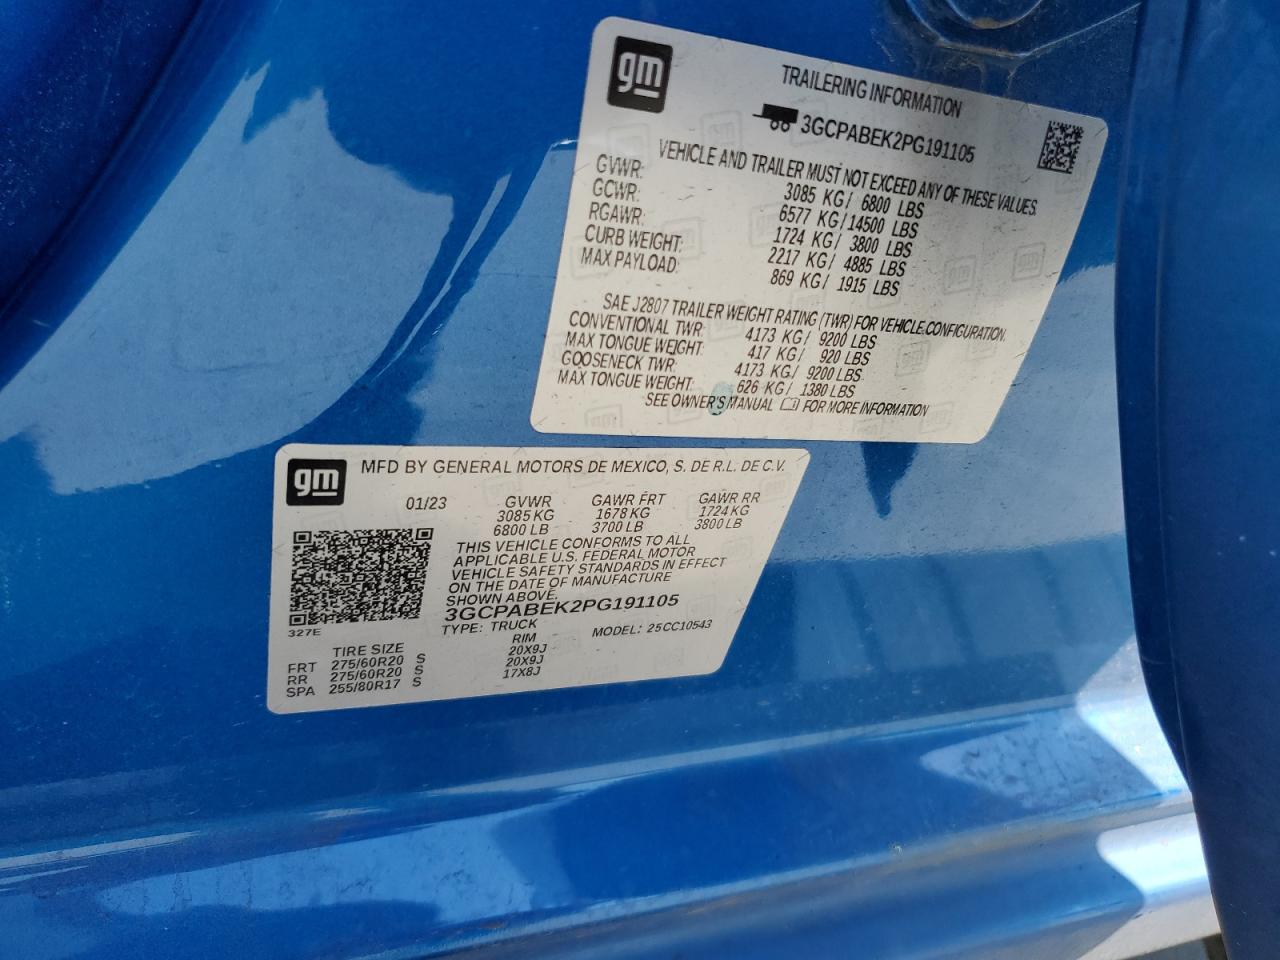 gm
TRAILERING INFORMATION
3GCPABEK2PG191105
VEHICLE AND TRAILER MUST NOT EXCEED ANY OF THESE VALUES.
GVWR: 3085 KG/ 6800 LBS
GCWR: 6577 KG/14500 LBS
RGAWR: 1724 KG/ 3800 LBS
CURB WEIGHT: 2217 KG/ 4885 LBS
MAX PAYLOAD: 869 KG/ 1915 LBS
SAE J2807 TRAILER WEIGHT RATING (TWR) FOR VEHICLE CONFIGURATION.
CONVENTIONAL TWR: 4173 KG/ 9200 LBS
MAX TONGUE WEIGHT: 417 KG/ 920 LBS
GOOSENECK TWR: 4173 KG/ 9200 LBS
MAX TONGUE WEIGHT: 626 KG/ 1380 LBS
SEE OWNER'S MANUAL FOR MORE INFORMATION
gm
MFD BY GENERAL MOTORS DE MEXICO, S. DE R.L. DE C.V.
01/23 GVWR GAWR FRT GAWR RR
3085 KG 1678 KG 1724 KG
6800 LB 3700 LB 3800 LB
THIS VEHICLE CONFORMS TO ALL
APPLICABLE U.S. FEDERAL MOTOR
VEHICLE SAFETY STANDARDS IN EFFECT
ON THE DATE OF MANUFACTURE
SHOWN ABOVE.
3GCPABEK2PG191105
327E
TYPE: TRUCK MODEL: 25CC10543
TIRE SIZE RIM
FRT 275/60R20 S 20X9J
RR 275/60R20 S 20X9J
SPA 255/80R17 S 17X8J